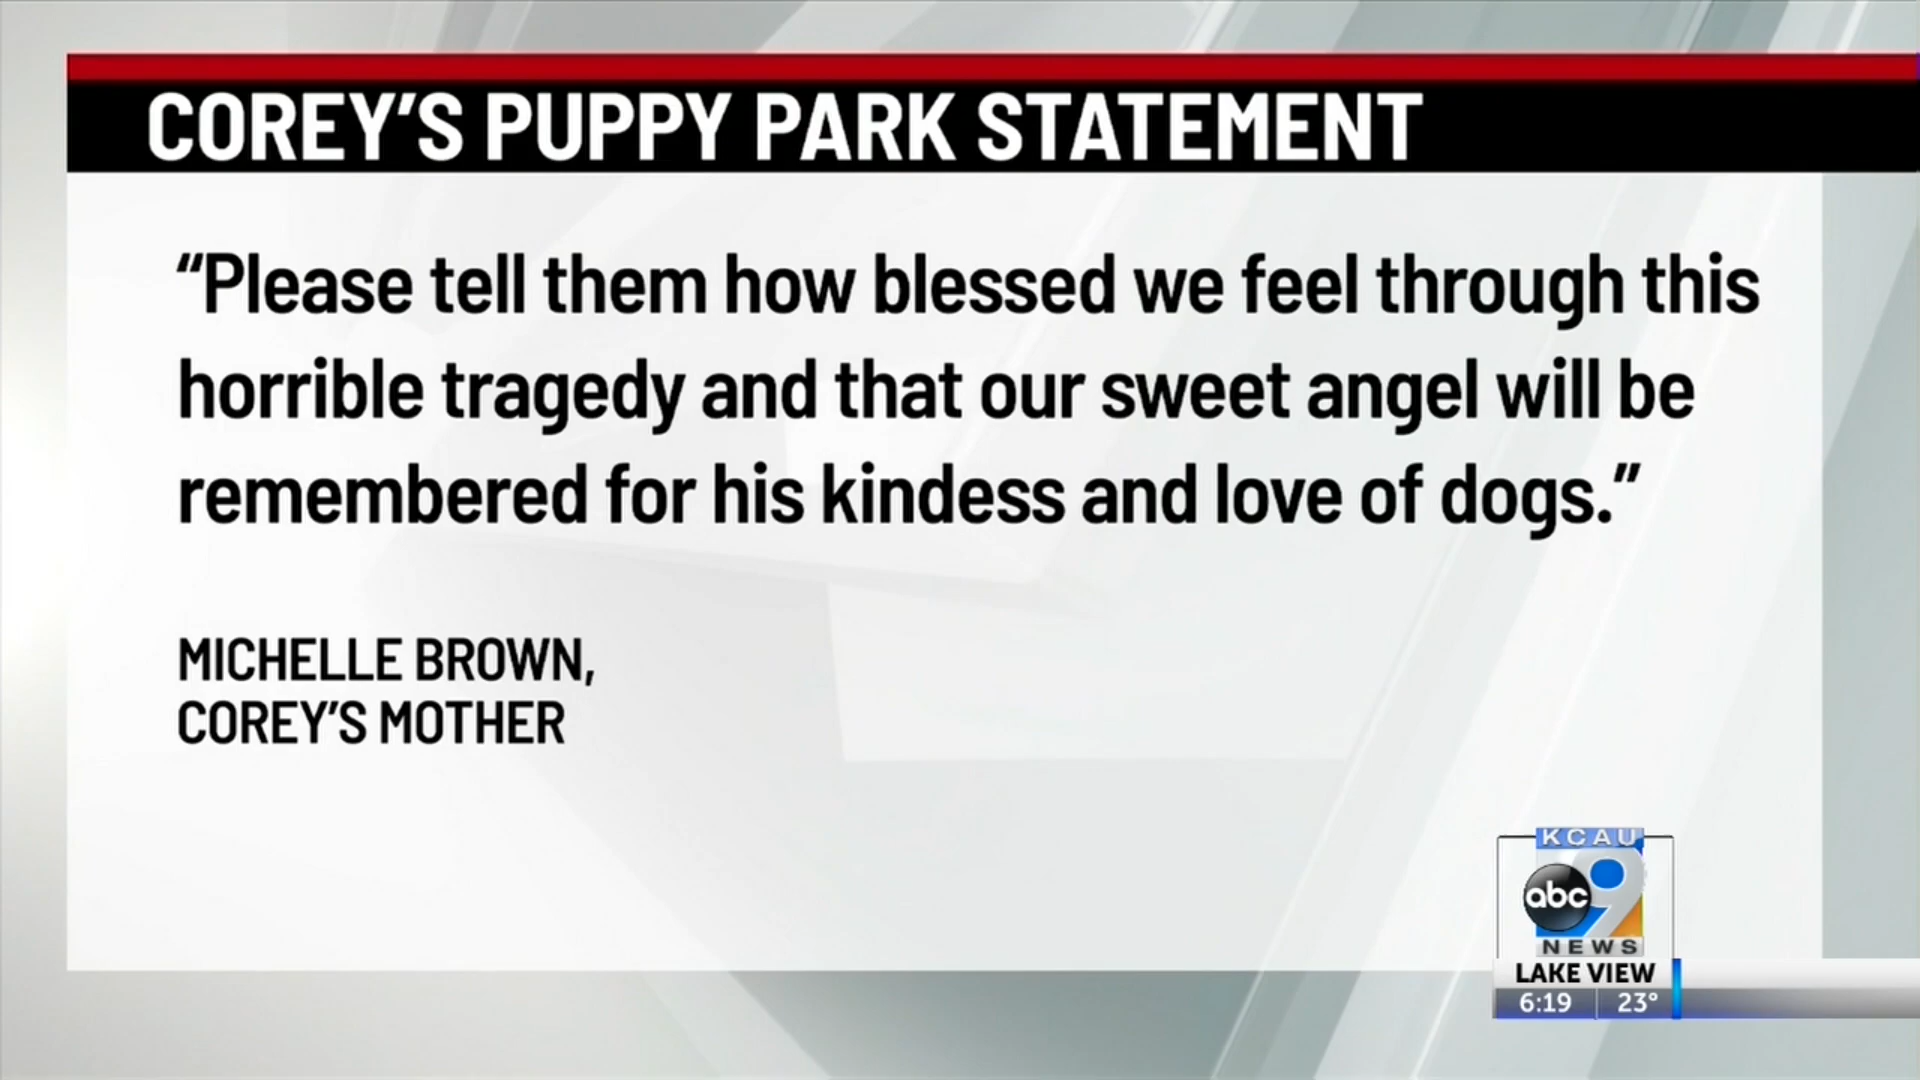 COREY'S PUPPY PARK STATEMENT
“Please tell them how blessed we feel through this
horrible tragedy and that our sweet angel will be
remembered for his kindess and love of dogs.”
MICHELLE BROWN,
COREY'S MOTHER
KCAU
abc 9
NEWS
LAKE VIEW
6:19 23°